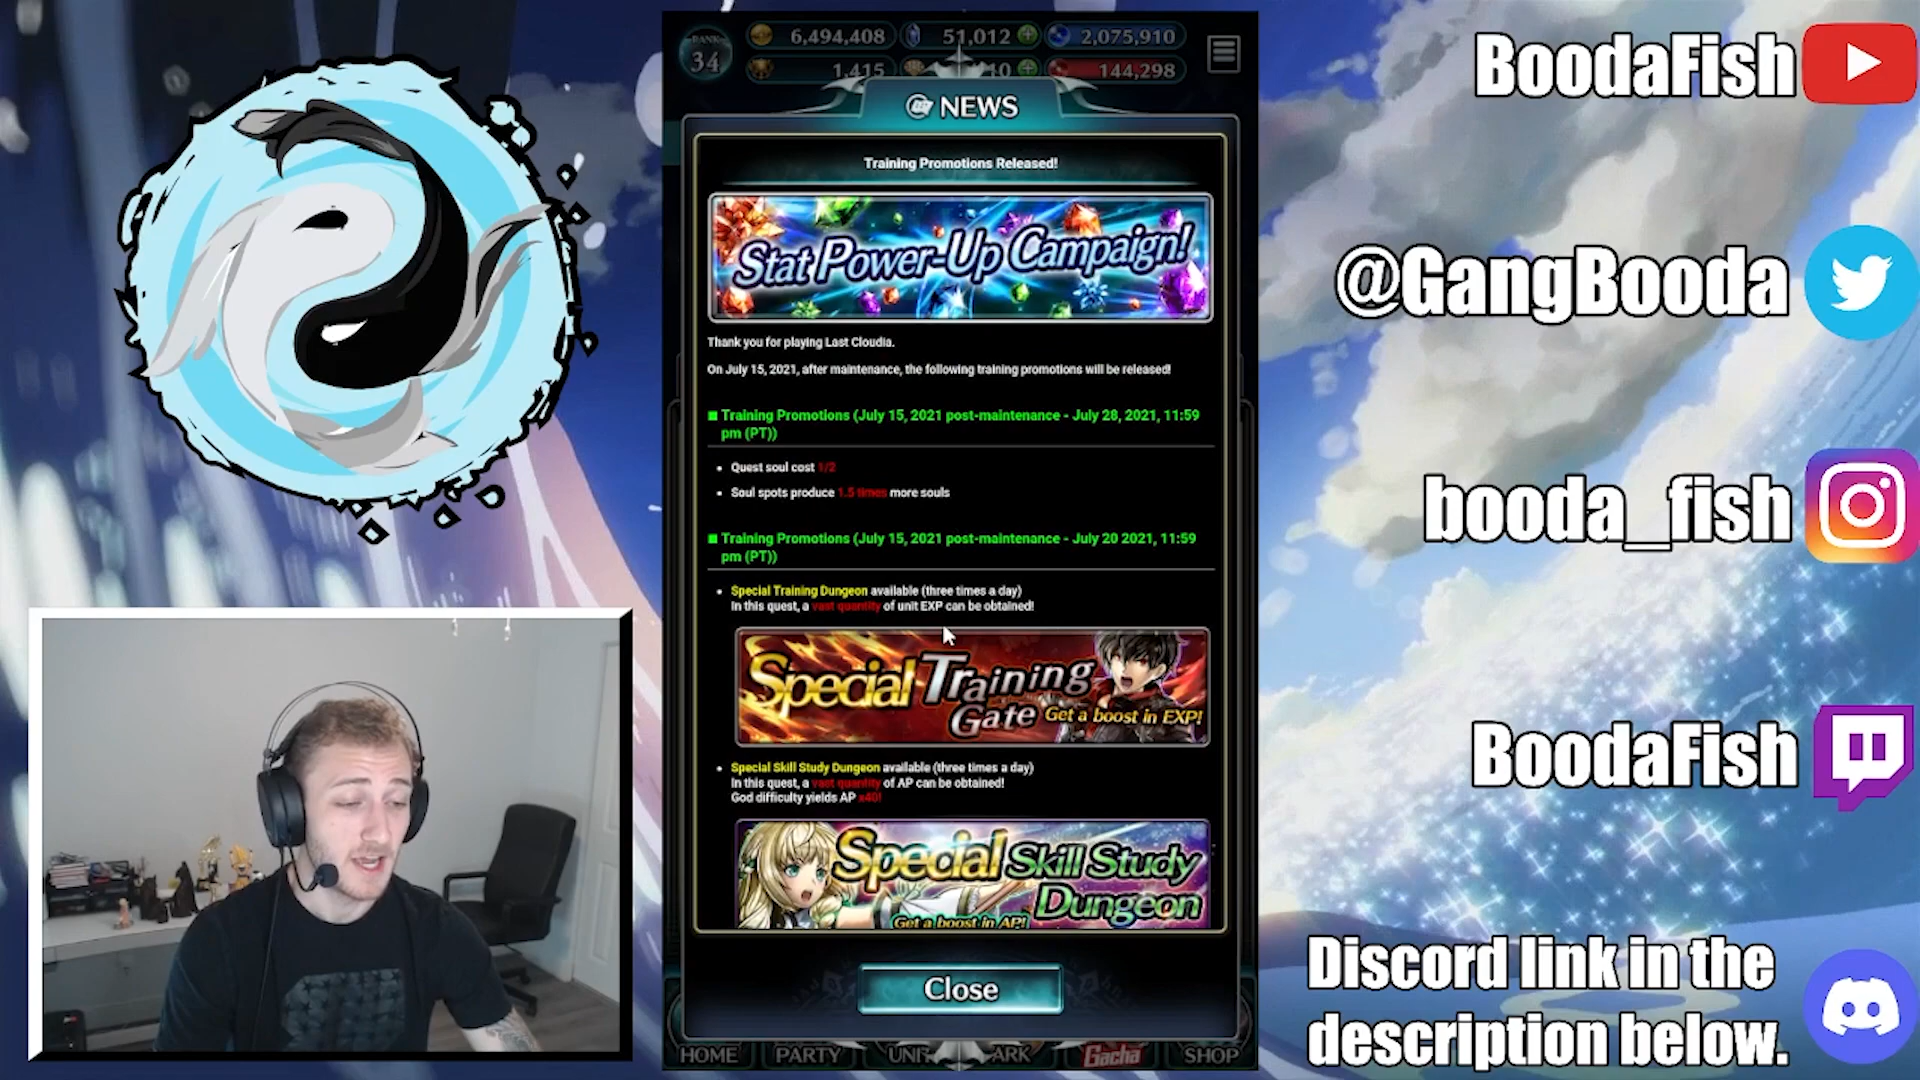 RANK
34
6,494,408
51,012
2,075,910
1,415
144,298
NEWS
Training Promotions Released!
Stat Power-Up Campaign!
Thank you for playing Last Cloudia.
On July 15, 2021, after maintenance, the following training promotions will be released!
Training Promotions (July 15, 2021 post-maintenance - July 28, 2021, 11:59
pm (PT))
Quest soul cost 1/2
Soul spots produce 1.5 times more souls
Training Promotions (July 15, 2021 post-maintenance - July 20 2021, 11:59
pm (PT))
Special Training Dungeon available (three times a day)
In this quest, a vast quantity of unit EXP can be obtained!
Special Training
Gate Get a boost in EXP!
Special Skill Study Dungeon available (three times a day)
In this quest, a vast quantity of AP can be obtained!
God difficulty yields AP x40!
Special Skill Study
Dungeon
Get a boost in AP!
Close
HOME PARTY UNIT ARK Gacha SHOP
BoodaFish
@GangBooda
booda_fish
BoodaFish
Discord link in the
description below.